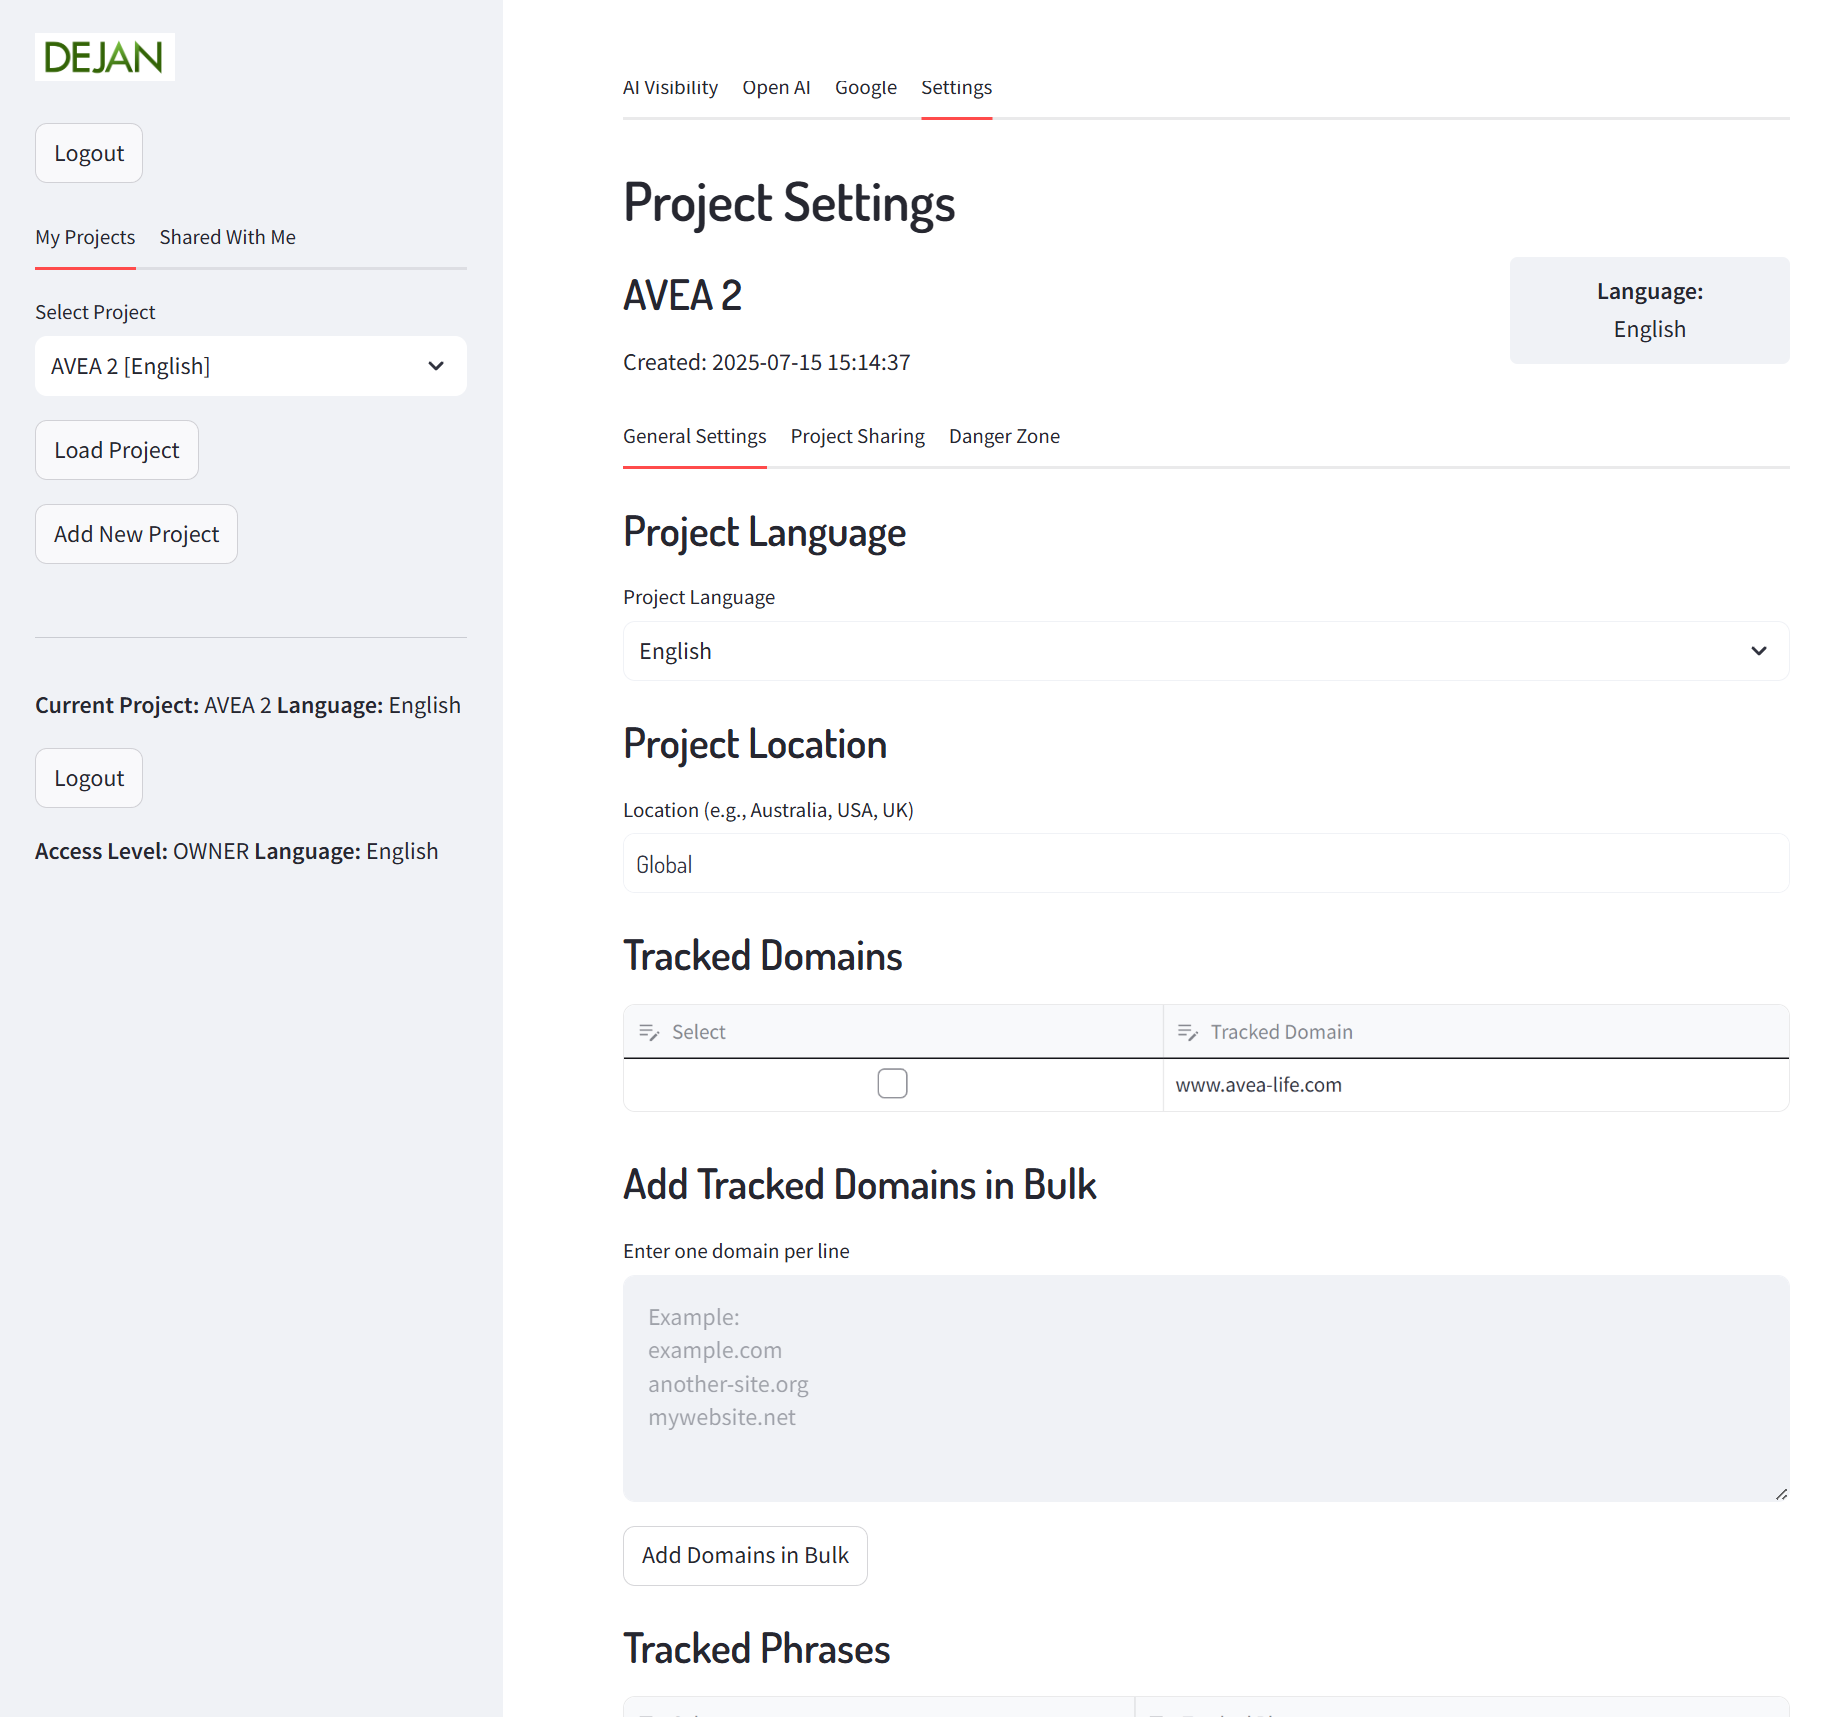 DEJAN
Logout
My Projects
Shared With Me
Select Project
AVEA 2 [English]
Load Project
Add New Project
Current Project: AVEA 2 Language: English
Logout
Access Level: OWNER Language: English
AI Visibility
Open AI
Google
Settings
Project Settings
AVEA 2
Language:
English
Created: 2025-07-15 15:14:37
General Settings
Project Sharing
Danger Zone
Project Language
Project Language
English
Project Location
Location (e.g., Australia, USA, UK)
Global
Tracked Domains
Select
Tracked Domain
www.avea-life.com
Add Tracked Domains in Bulk
Enter one domain per line
Example:
example.com
another-site.org
mywebsite.net
Add Domains in Bulk
Tracked Phrases